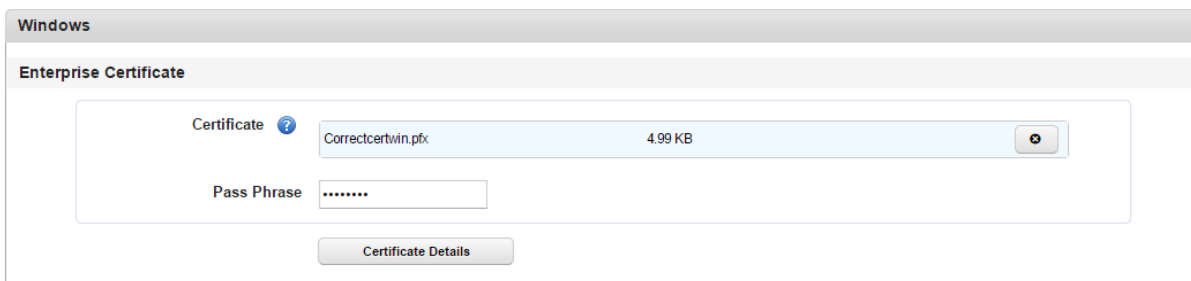 Windows
Enterprise Certificate
Certificate ?
Correctcertwin.pfx 4.99 KB
Pass Phrase ••••••••
Certificate Details